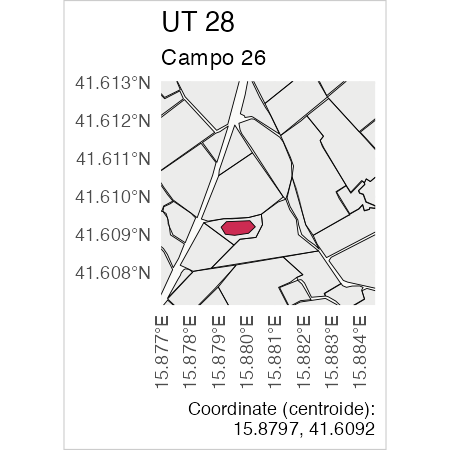 UT 28
Campo 26
41.613°N
41.612°N
41.611°N
41.610°N
41.609°N
41.608°N
15.877°E
15.878°E
15.879°E
15.880°E
15.881°E
15.882°E
15.883°E
15.884°E
Coordinate (centroide):
15.8797, 41.6092